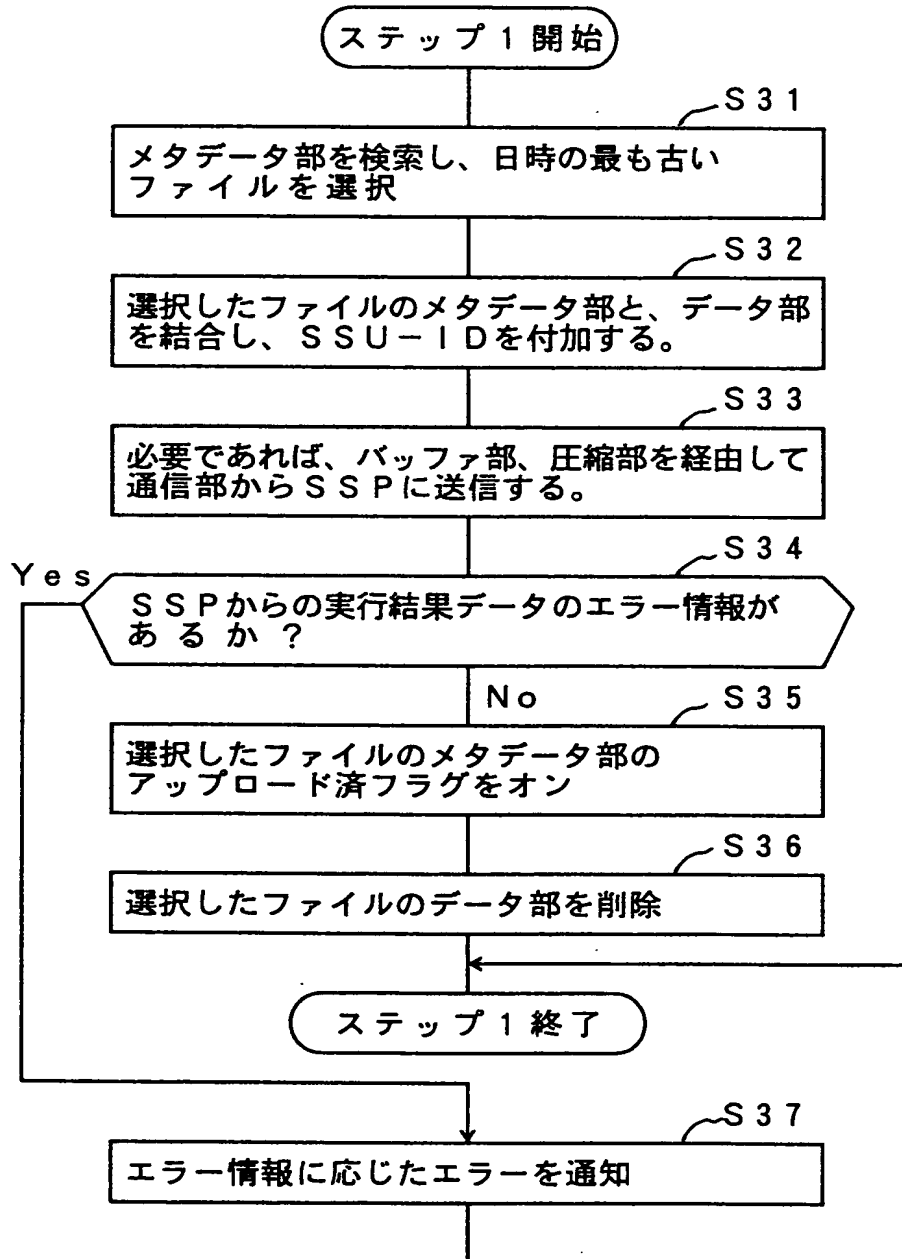 ステップ１開始
Ｓ３１
メタデータ部を検索し、日時の最も古い
ファイルを選択
Ｓ３２
選択したファイルのメタデータ部と、データ部
を結合し、ＳＳＵ－ＩＤを付加する。
Ｓ３３
必要であれば、バッファ部、圧縮部を経由して
通信部からＳＳＰに送信する。
Ｓ３４
Ｙｅｓ
ＳＳＰからの実行結果データのエラー情報が
あるか？
Ｎｏ
Ｓ３５
選択したファイルのメタデータ部の
アップロード済フラグをオン
Ｓ３６
選択したファイルのデータ部を削除
ステップ１終了
Ｓ３７
エラー情報に応じたエラーを通知